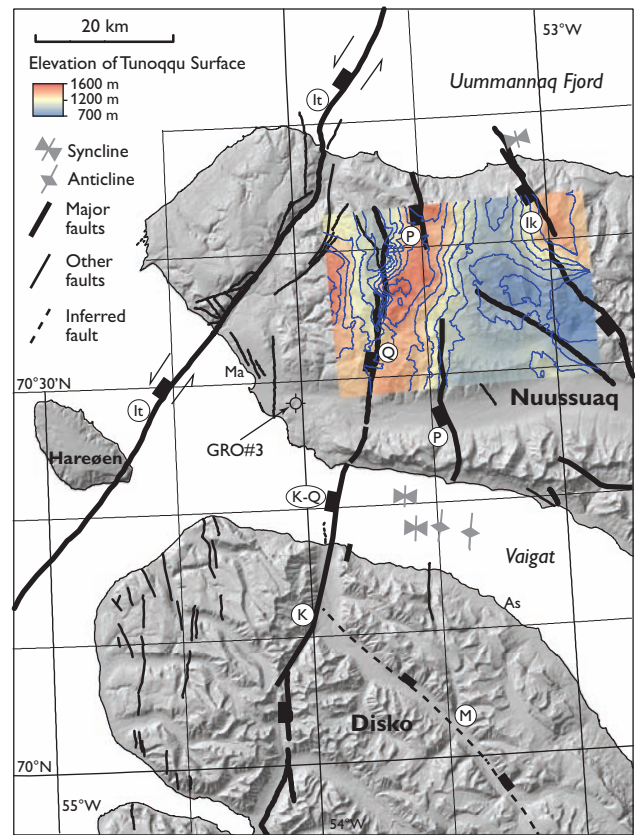 20 km
53°W
Elevation of Tunoqqu Surface
1600 m
1200 m
700 m
Uummannaq Fjord
It
Syncline
Anticline
Major
faults
Other
faults
Inferred
fault
P
Ik
Q
Ma
70°30'N
It
Nuussuaq
GRO#3
P
Hareøen
K-Q
Vaigat
As
K
M
Disko
70°N
55°W
54°W